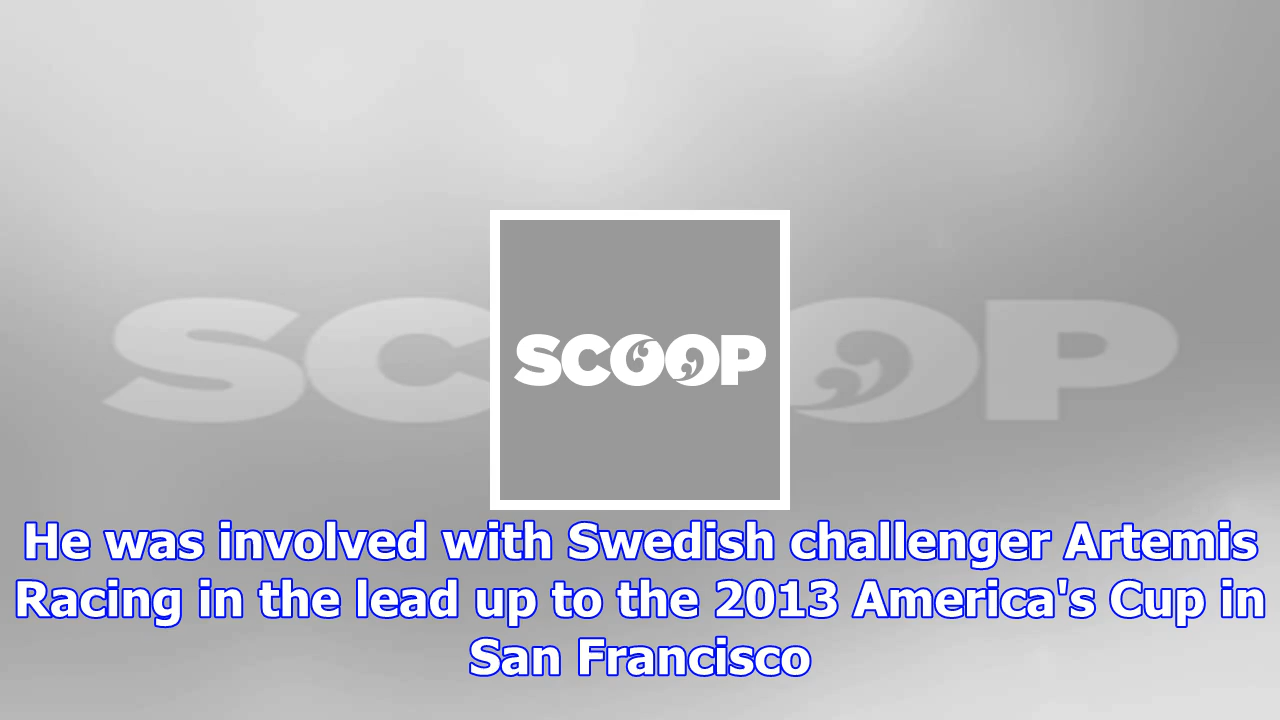 SCOOP
SCOOP
He was involved with Swedish challenger Artemis
Racing in the lead up to the 2013 America's Cup in
San Francisco